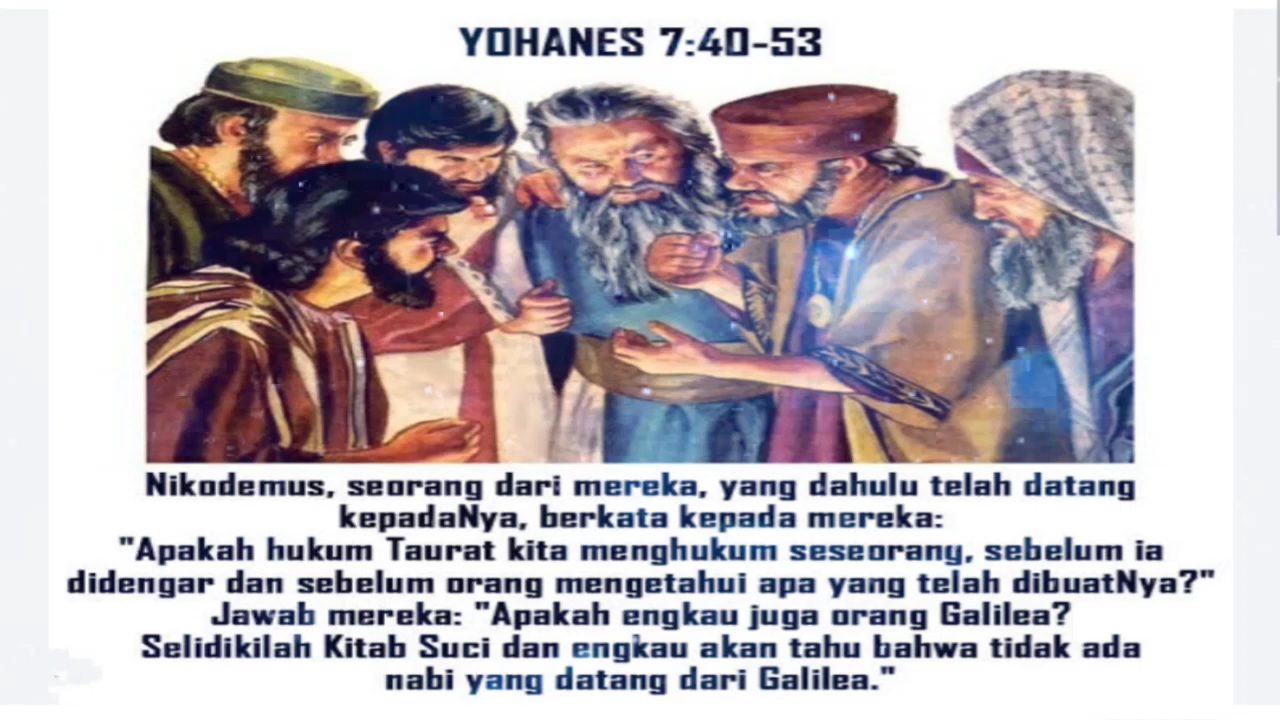 YOHANES 7:40-53
Nikodemus, seorang dari mereka, yang dahulu telah datang
kepadaNya, berkata kepada mereka:
"Apakah hukum Taurat kita menghukum seseorang, sebelum ia
didengar dan sebelum orang mengetahui apa yang telah dibuatNya?"
Jawab mereka: "Apakah engkau juga orang Galilea?
Selidikilah Kitab Suci dan engkau akan tahu bahwa tidak ada
nabi yang datang dari Galilea."